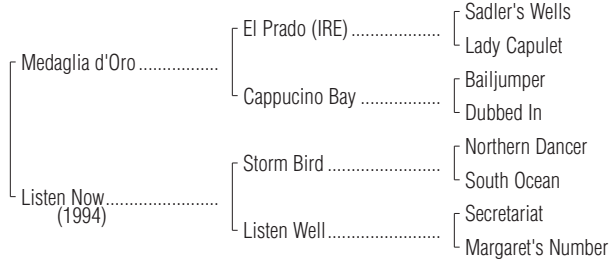 Sadler's Wells
El Prado (IRE) ...................
Lady Capulet
Medaglia d'Oro .................
Bailjumper
Cappucino Bay .................
Dubbed In
Northern Dancer
Storm Bird ........................
South Ocean
Listen Now........................
(1994)
Secretariat
Listen Well........................
Margaret's Number